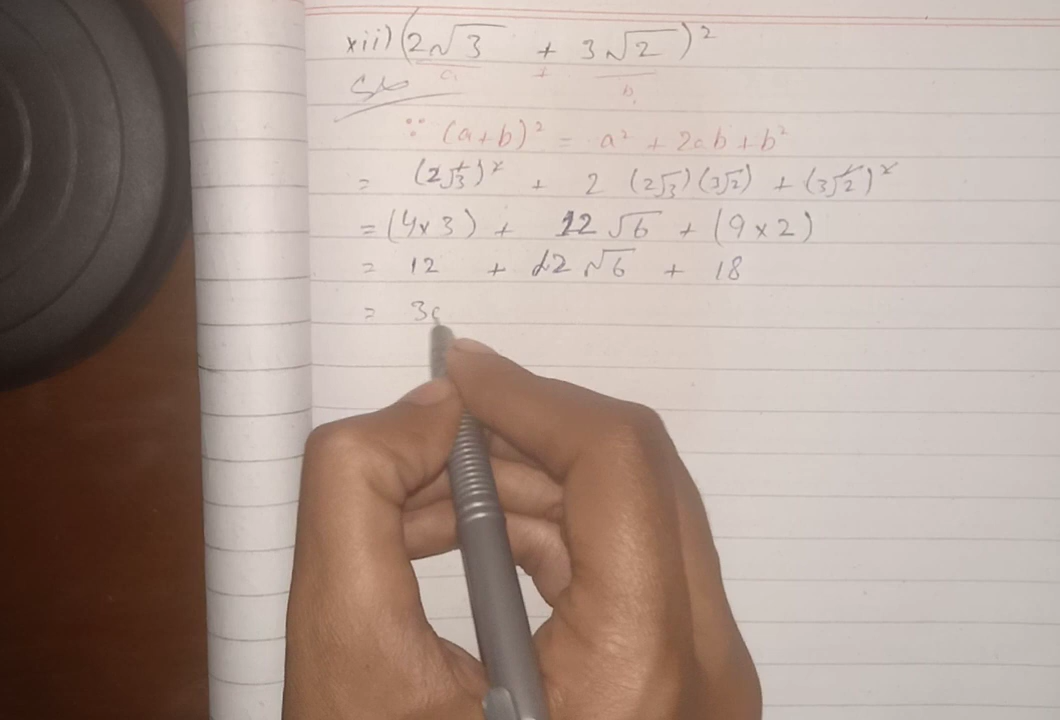 xii) (2√3 + 3√2)²
a + b
∵ (a+b)² = a² + 2ab + b²
= (2√3)² + 2 (2√3)(3√2) + (3√2)²
= (4×3) + 12√6 + (9×2)
= 12 + 12√6 + 18
= 30